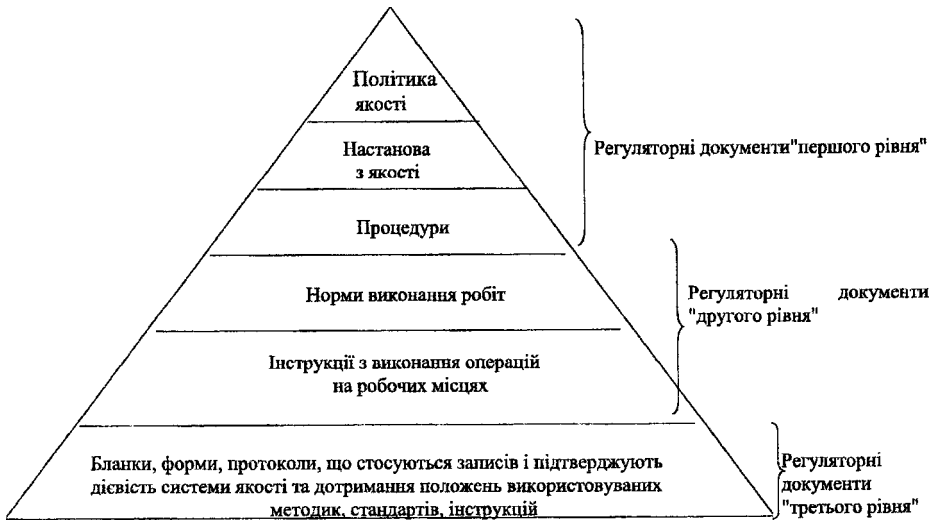 Політика
якості
Настанова
з якості
Процедури
Норми виконання робіт
Інструкції з виконання операцій
на робочих місцях
Бланки, форми, протоколи, що стосуються записів і підтверджують
дієвість системи якості та дотримання положень використовуваних
методик, стандартів, інструкцій
Регуляторні документи"першого рівня"
Регуляторні документи
"другого рівня"
Регуляторні
документи
"третього рівня"